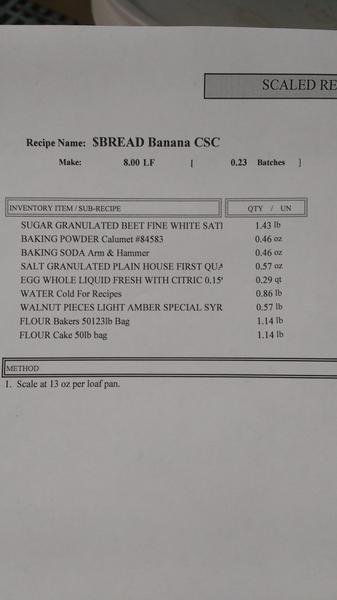 SCALED RE
Recipe Name: $BREAD Banana CSC
Make: 8.00 LF [ 0.23 Batches ]
INVENTORY ITEM / SUB-RECIPE QTY / UN
SUGAR GRANULATED BEET FINE WHITE SATI 1.43 lb
BAKING POWDER Calumet #84583 0.46 oz
BAKING SODA Arm & Hammer 0.46 oz
SALT GRANULATED PLAIN HOUSE FIRST QUA 0.57 oz
EGG WHOLE LIQUID FRESH WITH CITRIC 0.15% 0.29 qt
WATER Cold For Recipes 0.86 lb
WALNUT PIECES LIGHT AMBER SPECIAL SYR 0.57 lb
FLOUR Bakers 50123lb Bag 1.14 lb
FLOUR Cake 50lb bag 1.14 lb
METHOD
1. Scale at 13 oz per loaf pan.